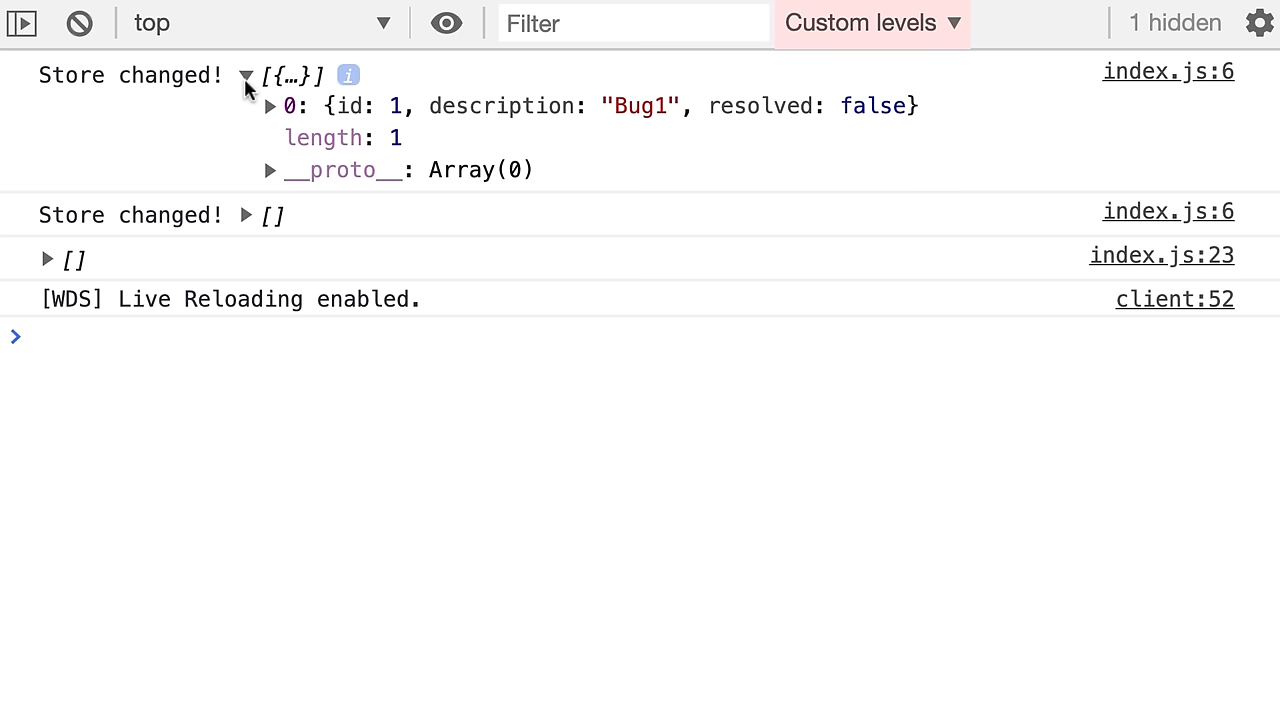 top Filter Custom levels 1 hidden
Store changed! [{…}] i index.js:6
0: {id: 1, description: "Bug1", resolved: false}
length: 1
__proto__: Array(0)
Store changed! [] index.js:6
[] index.js:23
[WDS] Live Reloading enabled. client:52